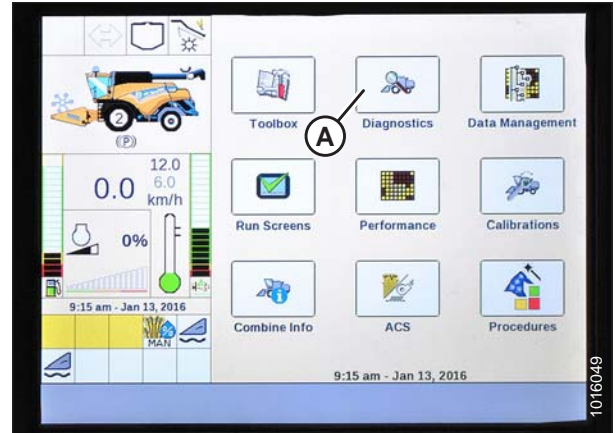 Toolbox
Diagnostics
Data Management
A
2
(P)
12.0
0.0
6.0
km/h
0%
Run Screens
Performance
Calibrations
9:15 am - Jan 13, 2016
MAN
Combine Info
ACS
Procedures
9:15 am - Jan 13, 2016
1016049